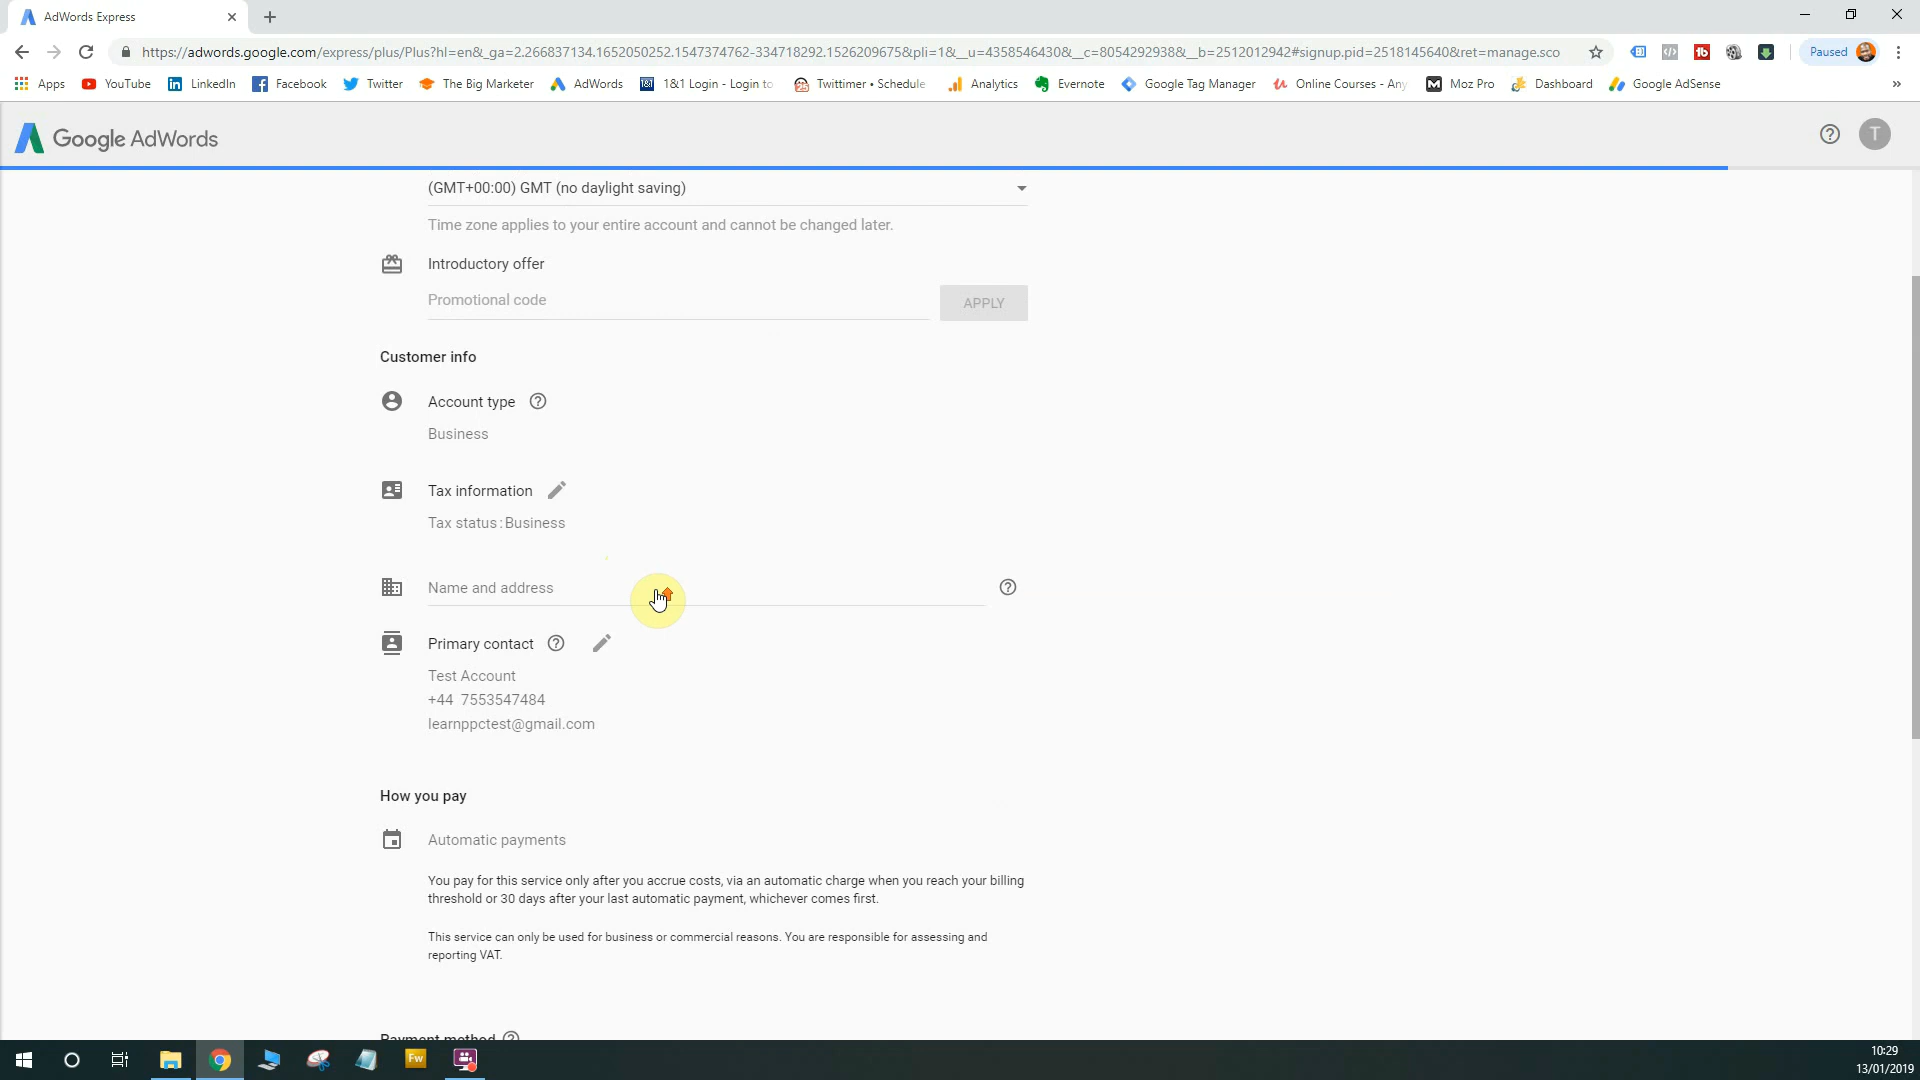 AdWords Express
https://adwords.google.com/express/plus/Plus?hl=en&_ga=2.266837134.1652050252.1547374762-334718292.1526209675&pli=1&__u=4358546430&__c=8054292938&__b=2512012942#signup.pid=2518145640&ret=manage.sco
Paused
Apps YouTube LinkedIn Facebook Twitter The Big Marketer AdWords 1&1 Login - Login to Twittimer • Schedule Analytics Evernote Google Tag Manager Online Courses - Any Moz Pro Dashboard Google AdSense »
Google AdWords
T
(GMT+00:00) GMT (no daylight saving)
Time zone applies to your entire account and cannot be changed later.
Introductory offer
Promotional code
APPLY
Customer info
Account type
Business
Tax information
Tax status: Business
Name and address
Primary contact
Test Account
+44 7553547484
learnppctest@gmail.com
How you pay
Automatic payments
You pay for this service only after you accrue costs, via an automatic charge when you reach your billing
threshold or 30 days after your last automatic payment, whichever comes first.
This service can only be used for business or commercial reasons. You are responsible for assessing and
reporting VAT.
Payment method
Fw
10:29
13/01/2019